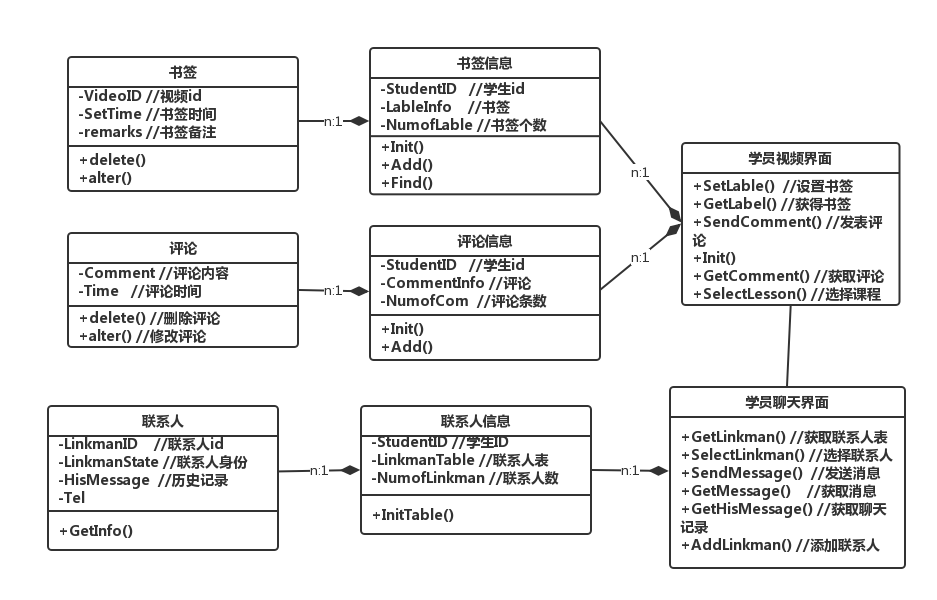 书签
-VideoID //视频id
-SetTime //书签时间
-remarks //书签备注
+delete()
+alter()
n:1
书签信息
-StudentID //学生id
-LableInfo //书签
-NumofLable //书签个数
+Init()
+Add()
+Find()
n:1
学员视频界面
+SetLable() //设置书签
+GetLabel() //获得书签
+SendComment() //发表评
论
+Init()
+GetComment() //获取评论
+SelectLesson() //选择课程
评论
-Comment //评论内容
-Time //评论时间
+delete() //删除评论
+alter() //修改评论
n:1
评论信息
-StudentID //学生id
-CommentInfo //评论
-NumofCom //评论条数
+Init()
+Add()
n:1
联系人
-LinkmanID //联系人id
-LinkmanState //联系人身份
-HisMessage //历史记录
-Tel
+GetInfo()
n:1
联系人信息
-StudentID //学生ID
-LinkmanTable //联系人表
-NumofLinkman //联系人数
+InitTable()
n:1
学员聊天界面
+GetLinkman() //获取联系人表
+SelectLinkman() //选择联系人
+SendMessage() //发送消息
+GetMessage() //获取消息
+GetHisMessage() //获取聊天
记录
+AddLinkman() //添加联系人